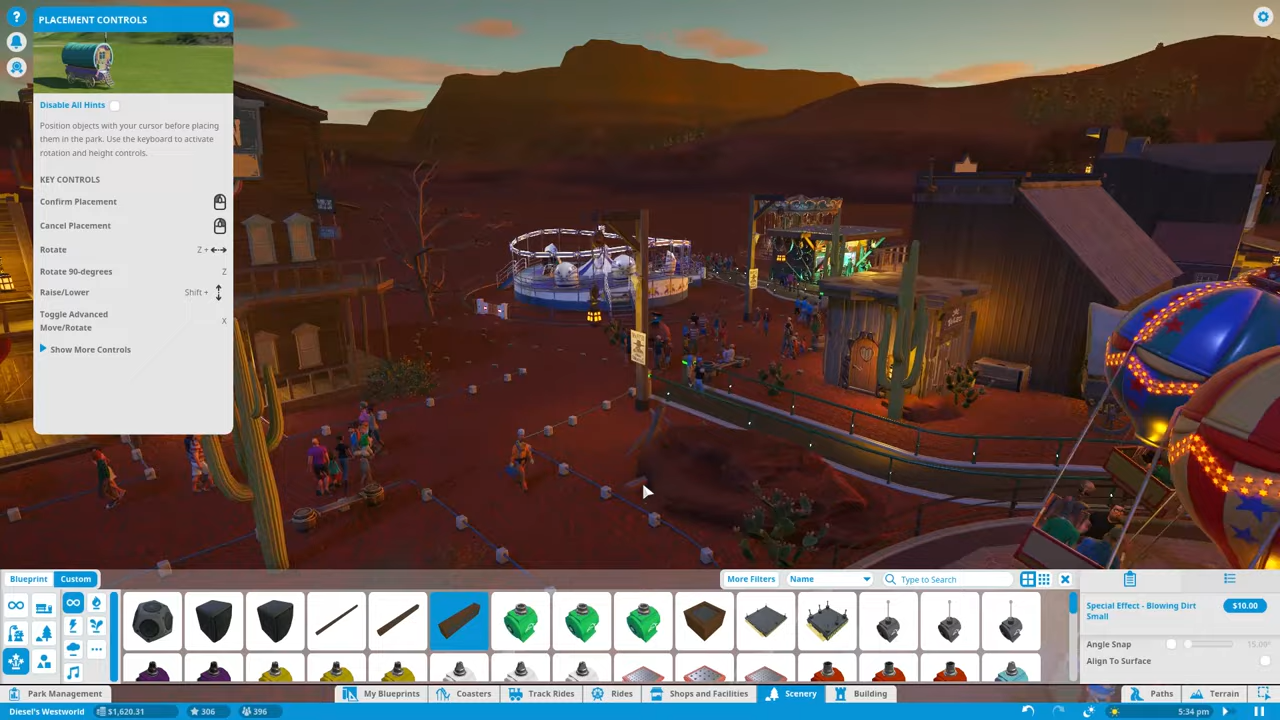 PLACEMENT CONTROLS
Disable All Hints
Position objects with your cursor before placing
them in the park. Use the keyboard to activate
rotation and height controls.
KEY CONTROLS
Confirm Placement
Cancel Placement
Rotate Z +
Rotate 90-degrees Z
Raise/Lower Shift +
Toggle Advanced
Move/Rotate X
Show More Controls
Blueprint Custom More Filters Name Type to Search
Special Effect - Blowing Dirt
Small $10.00
Angle Snap 15.09°
Align To Surface
Park Management My Blueprints Coasters Track Rides Rides Shops and Facilities Scenery Building Paths Terrain
Diesel's Westworld $1,620.31 306 396 5:34 pm